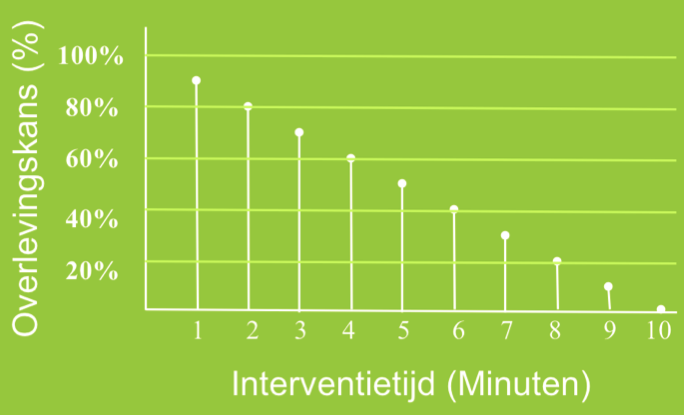 Overlevingskans (%)
100%
80%
60%
40%
20%
1 2 3 4 5 6 7 8 9 10
Interventietijd (Minuten)